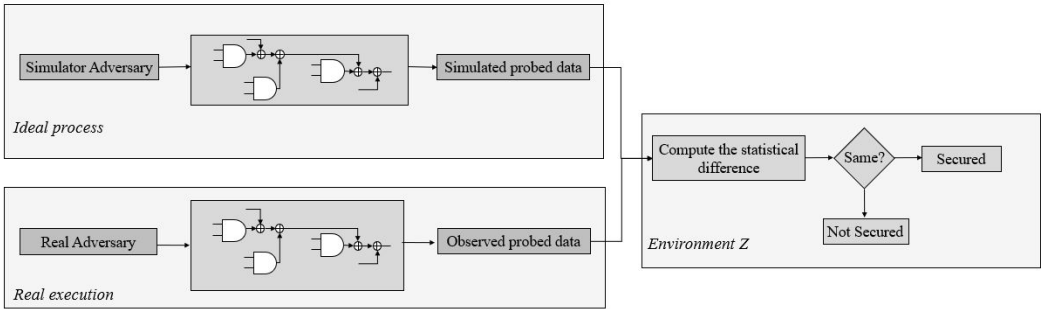 Simulator Adversary
Simulated probed data
Ideal process
Real Adversary
Observed probed data
Real execution
Compute the statistical
difference
Same?
Secured
Not Secured
Environment Z